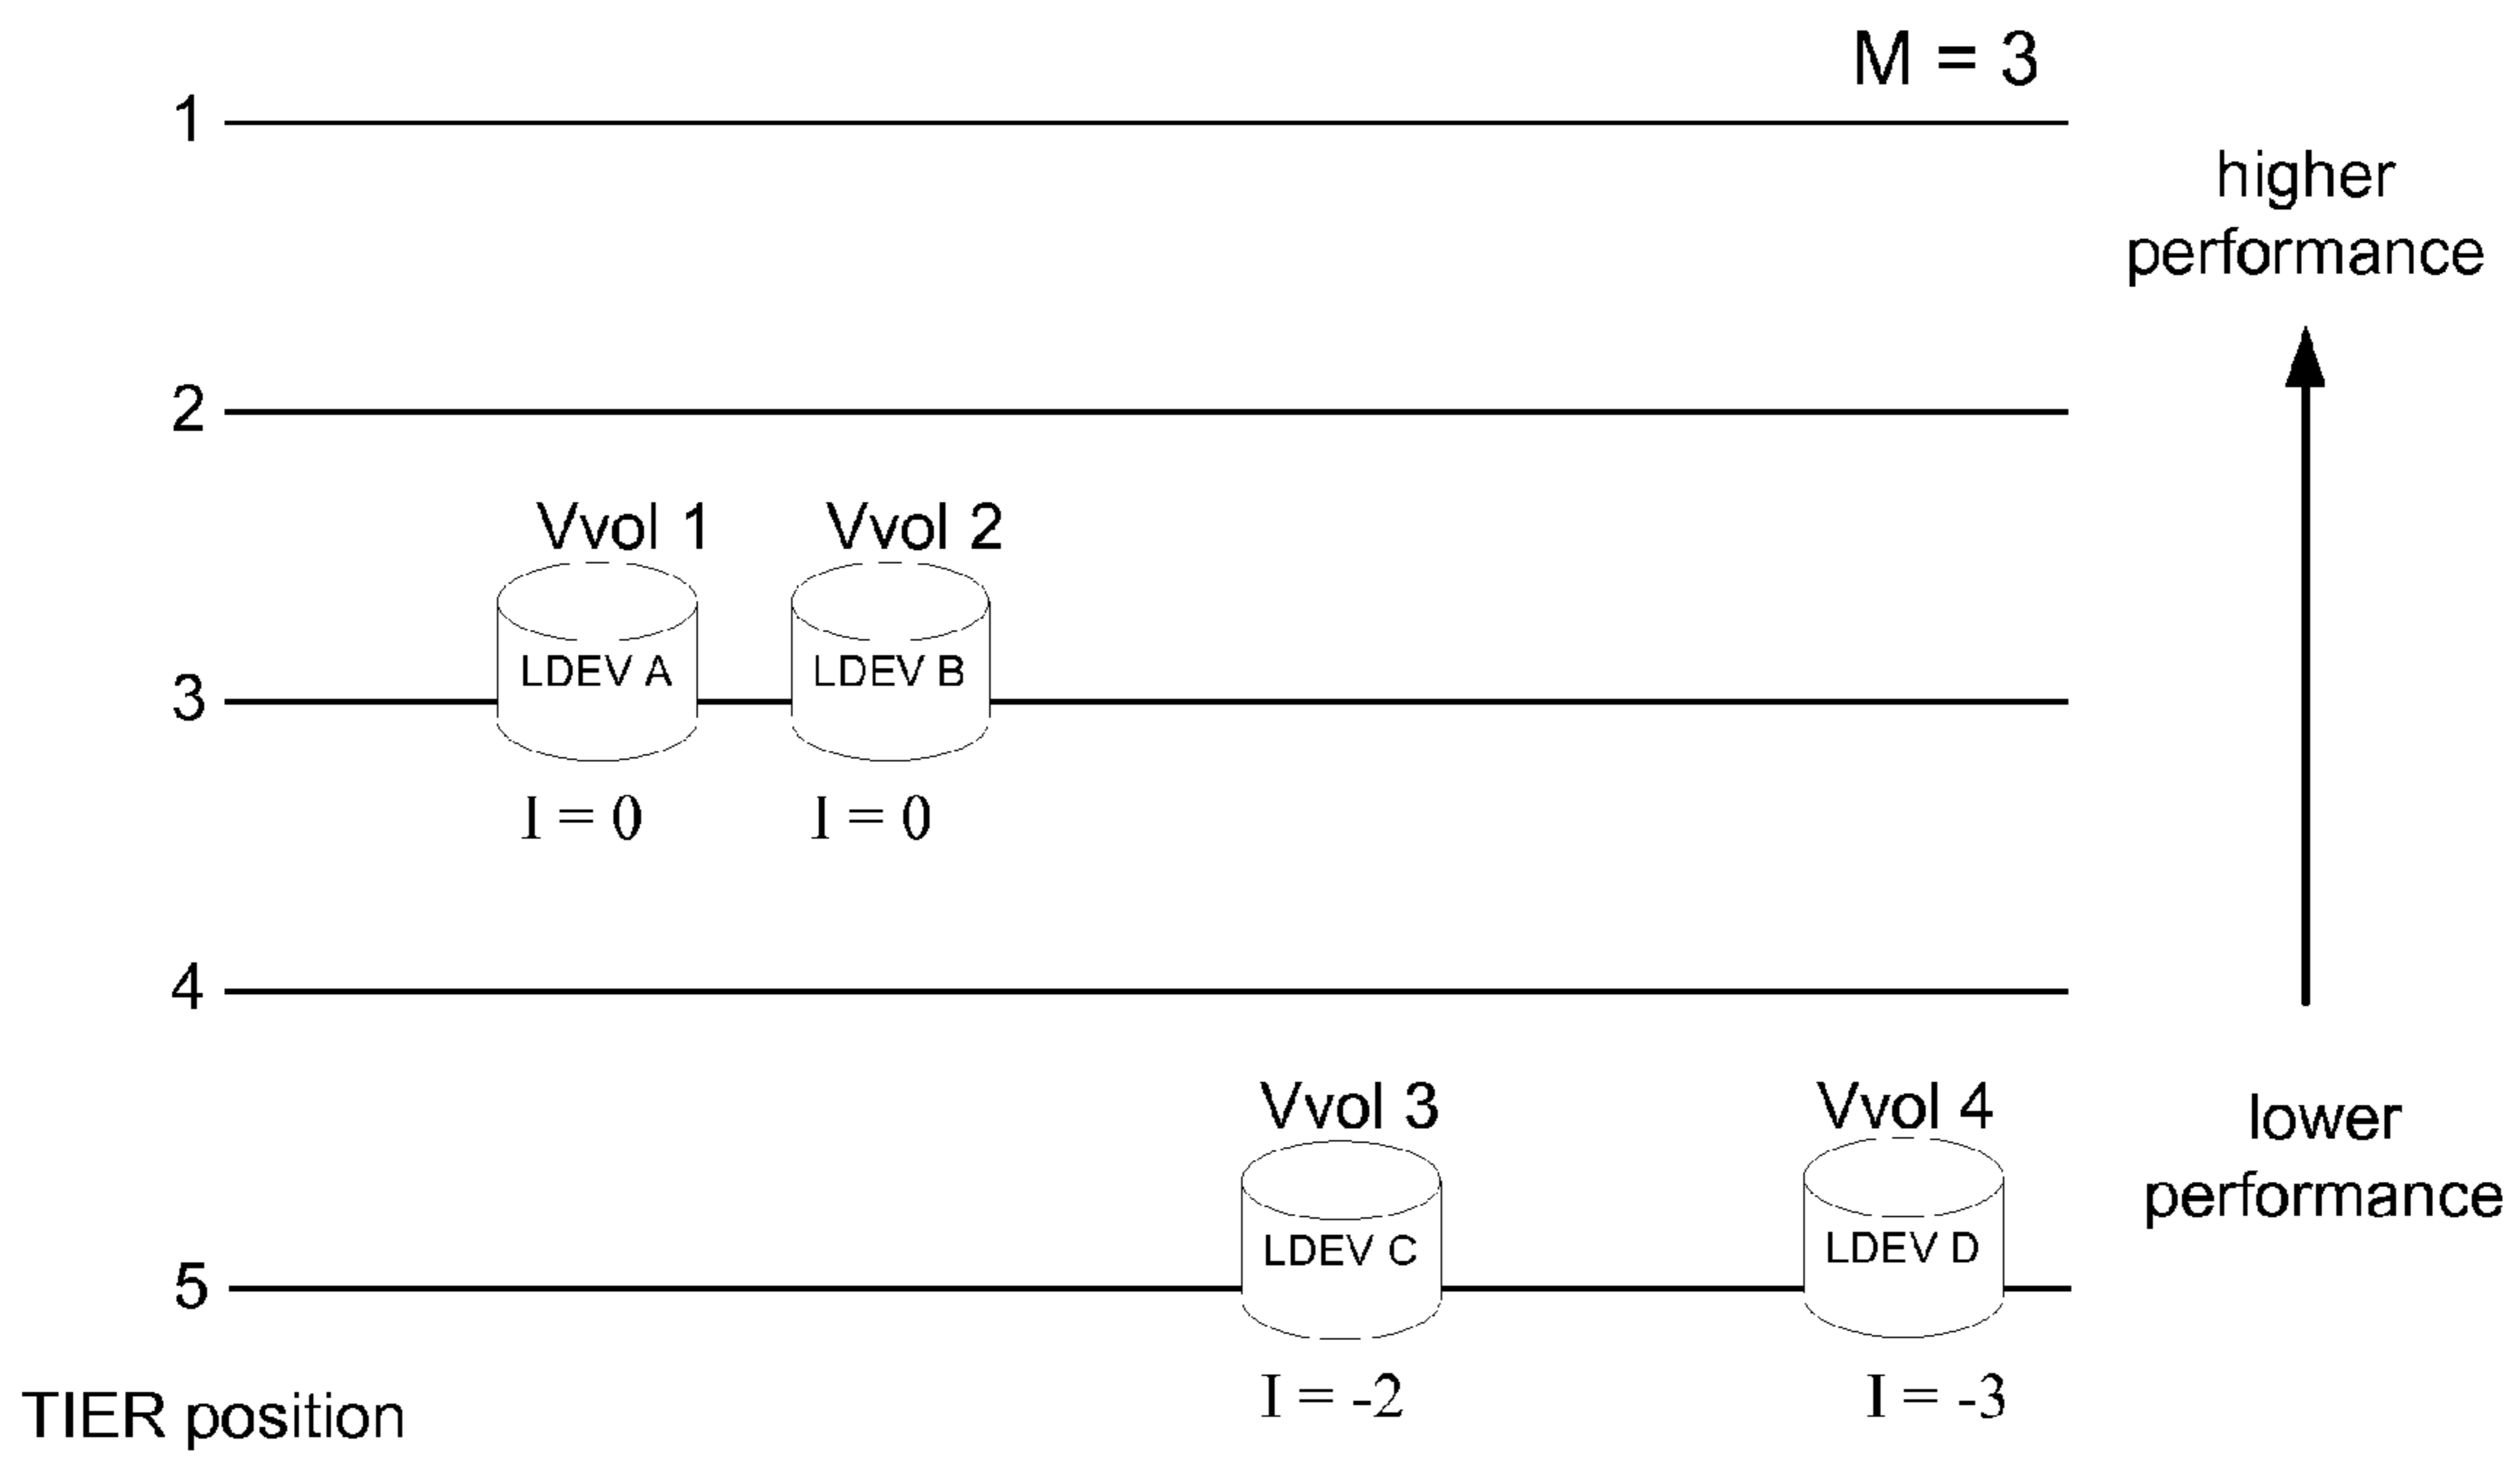 M = 3
1
higher
performance
2
Vvol 1
Vvol 2
LDEV A
LDEV B
3
I = 0
I = 0
4
Vvol 3
Vvol 4
lower
performance
LDEV C
LDEV D
5
I = -2
I = -3
TIER position